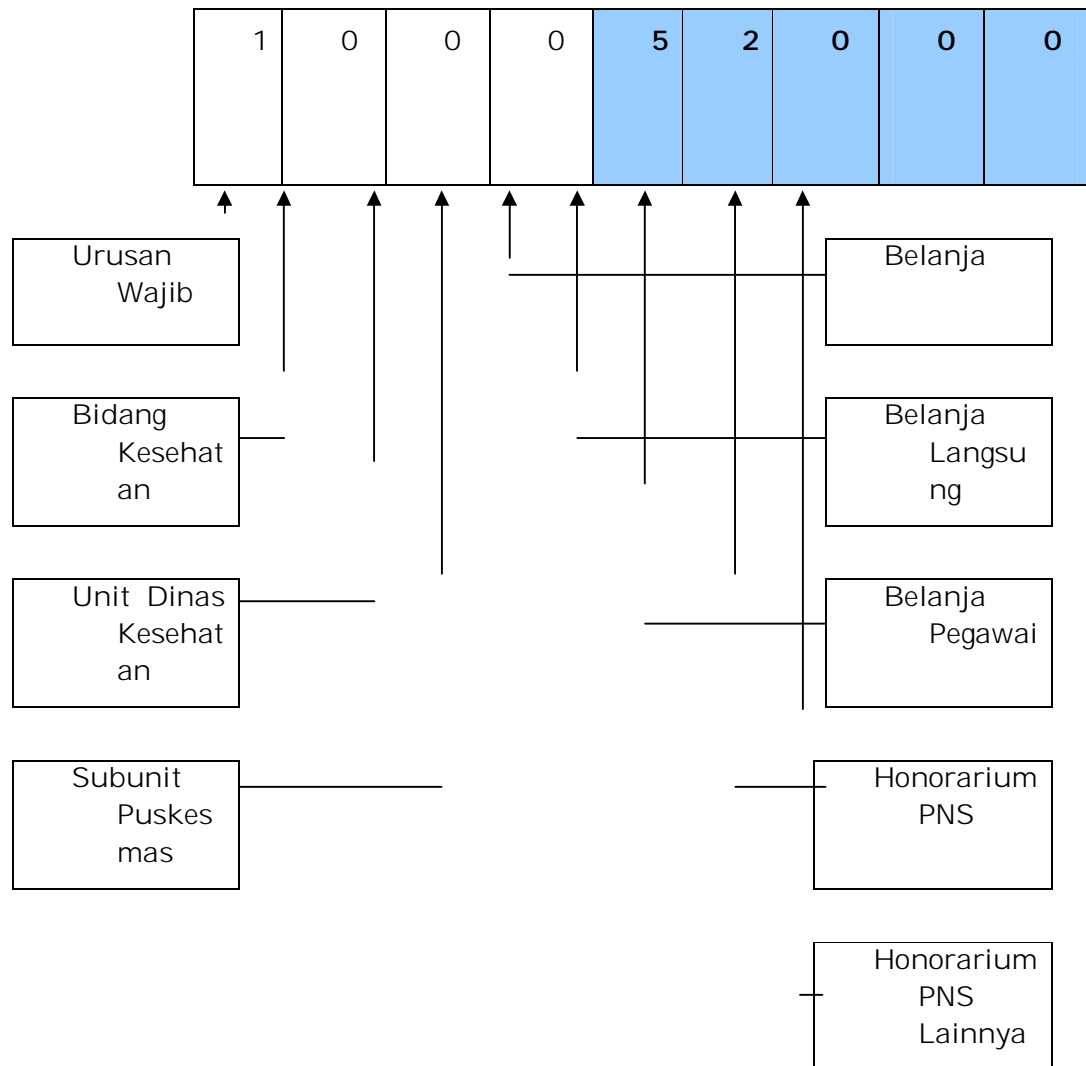 1 0 0 0 5 2 0 0 0
Urusan
Wajib
Belanja
Bidang
Kesehat
an
Belanja
Langsu
ng
Unit Dinas
Kesehat
an
Belanja
Pegawai
Subunit
Puskes
mas
Honorarium
PNS
Honorarium
PNS
Lainnya